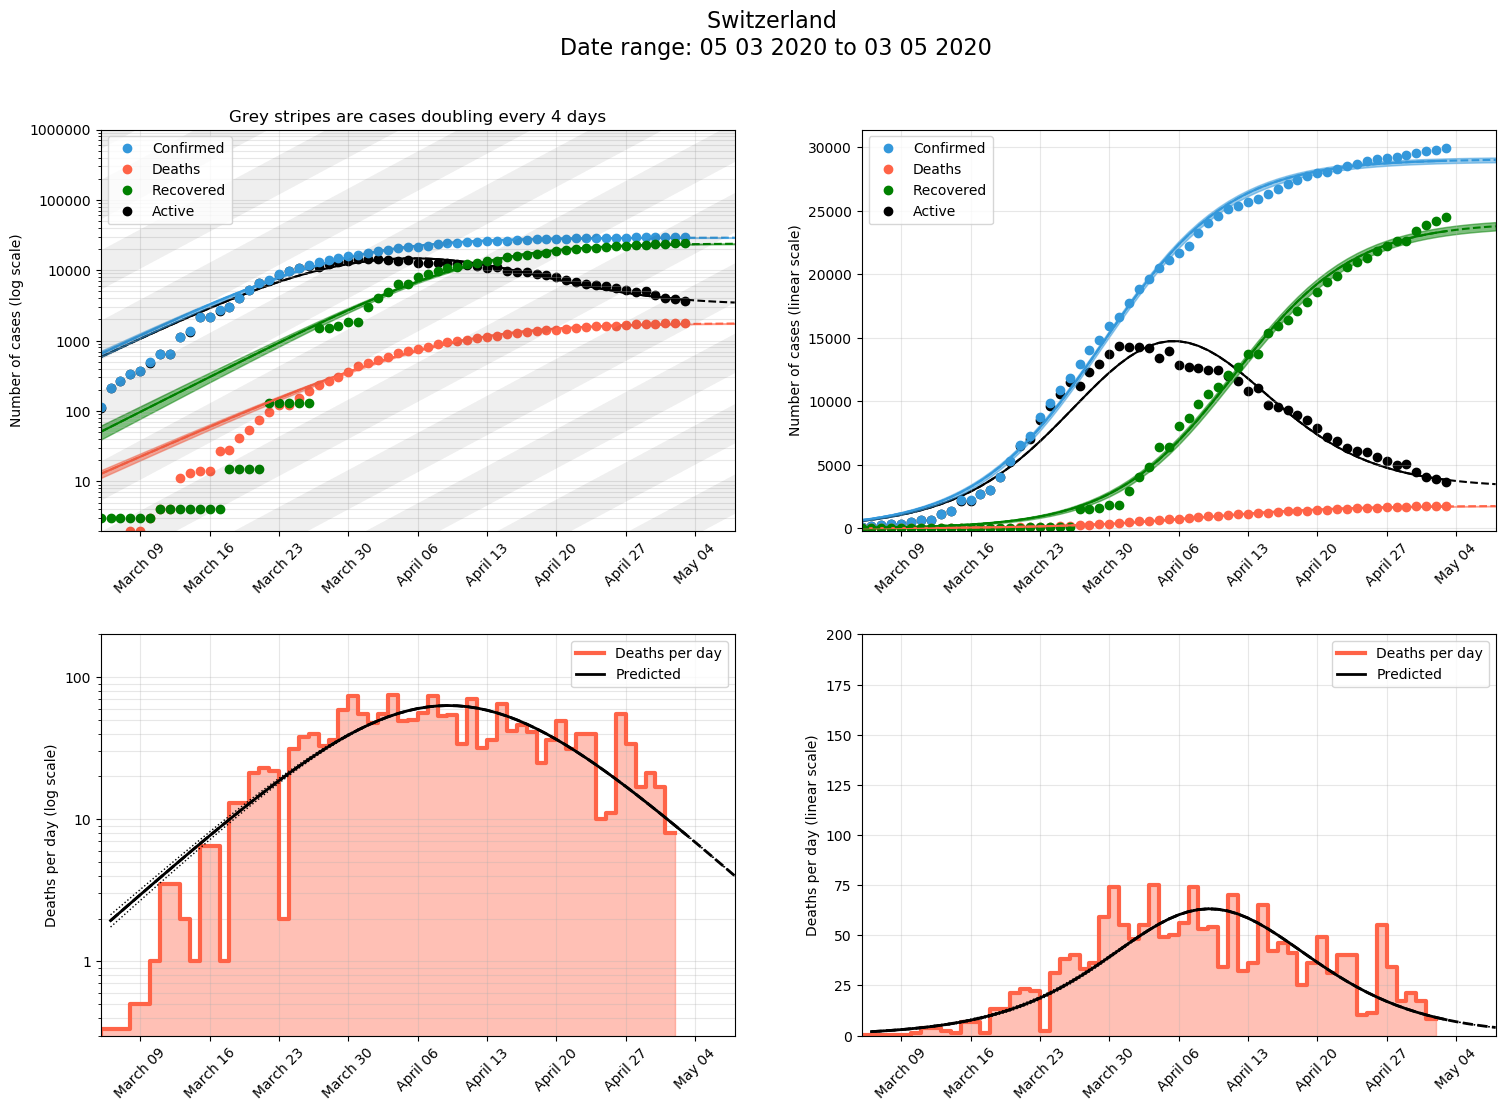 Switzerland
Date range: 05 03 2020 to 03 05 2020
Grey stripes are cases doubling every 4 days
Number of cases (log scale)
1000000
100000
10000
1000
100
10
Confirmed
Deaths
Recovered
Active
March 09
March 16
March 23
March 30
April 06
April 13
April 20
April 27
May 04
Number of cases (linear scale)
30000
25000
20000
15000
10000
5000
0
Confirmed
Deaths
Recovered
Active
March 09
March 16
March 23
March 30
April 06
April 13
April 20
April 27
May 04
Deaths per day (log scale)
100
10
1
Deaths per day
Predicted
March 09
March 16
March 23
March 30
April 06
April 13
April 20
April 27
May 04
Deaths per day (linear scale)
200
175
150
125
100
75
50
25
0
Deaths per day
Predicted
March 09
March 16
March 23
March 30
April 06
April 13
April 20
April 27
May 04